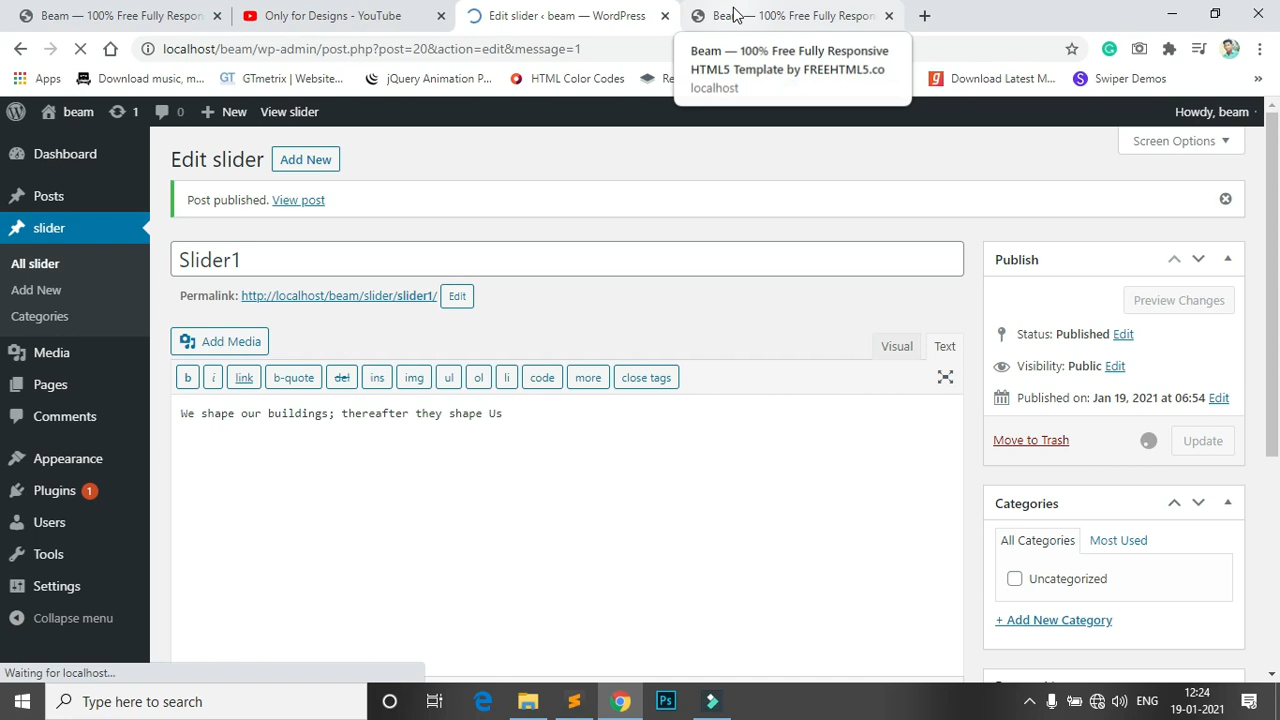 Beam — 100% Free Fully Respon
Only for Designs - YouTube
Edit slider ‹ beam — WordPress
Beam — 100% Free Fully Respon
localhost/beam/wp-admin/post.php?post=20&action=edit&message=1
Beam — 100% Free Fully Responsive
HTML5 Template by FREEHTML5.co
localhost
Apps
Download music, m...
GTmetrix | Website...
jQuery Animation P...
HTML Color Codes
Download Latest M...
Swiper Demos
»
beam
1
0
New
View slider
Howdy, beam
Dashboard
Posts
slider
All slider
Add New
Categories
Media
Pages
Comments
Appearance
Plugins 1
Users
Tools
Settings
Collapse menu
Screen Options
Edit slider
Add New
Post published. View post
Slider1
Permalink: http://localhost/beam/slider/slider1/ Edit
Add Media
Visual
Text
b
i
link
b-quote
del
ins
img
ul
ol
li
code
more
close tags
We shape our buildings; thereafter they shape Us
Publish
Preview Changes
Status: Published Edit
Visibility: Public Edit
Published on: Jan 19, 2021 at 06:54 Edit
Move to Trash
Update
Categories
All Categories
Most Used
Uncategorized
+ Add New Category
Waiting for localhost...
Type here to search
Ps
ENG
12:24
19-01-2021